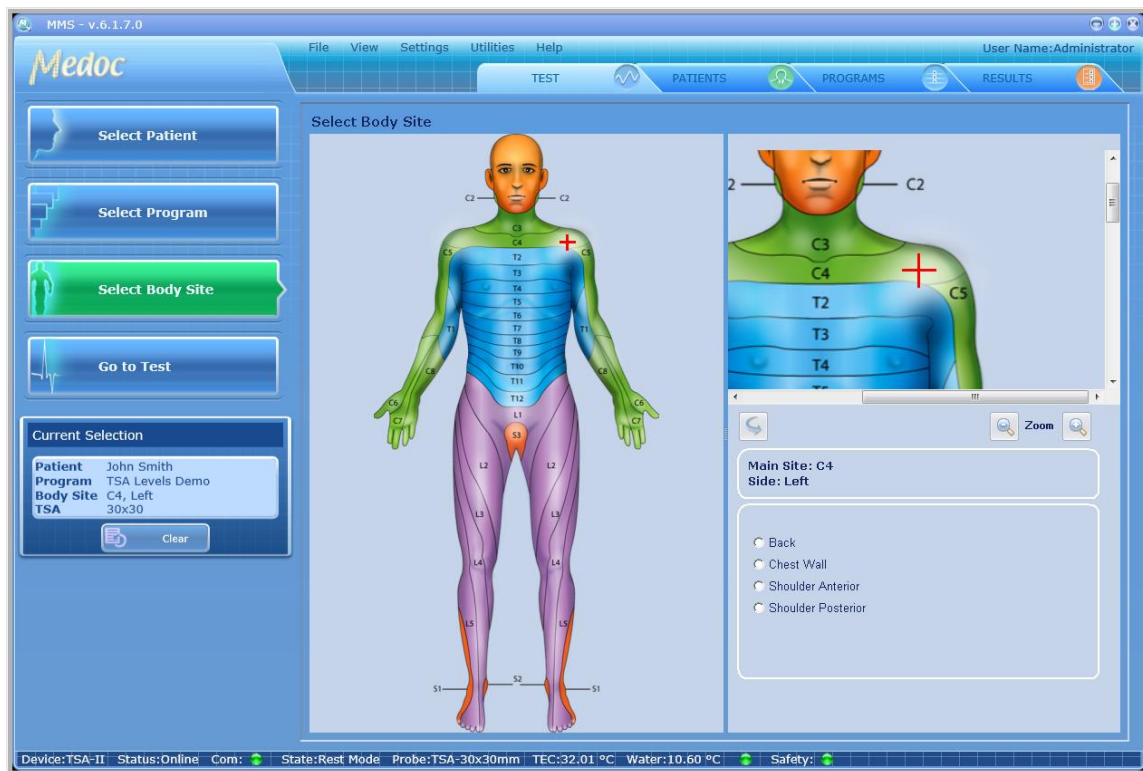 MMS - v.6.1.7.0
Medoc
File View Settings Utilities Help
User Name:Administrator
TEST PATIENTS PROGRAMS RESULTS
Select Patient
Select Program
Select Body Site
Go to Test
Current Selection
Patient John Smith
Program TSA Levels Demo
Body Site C4, Left
TSA 30x30
Clear
Select Body Site
C2 C2
C3
C4
C5 C5
T2
T3
T4
T5
T6
T1 T7 T1
T8
T9
C8 T10 C8
T11
T12
C6 C6
L1
C7 C7
S3
L2 L2
L3 L3
L4 L4
L5 L5
S2
S1 S1
2 C2
C3
C4
C5
T2
T3
T4
T5
Zoom
Main Site: C4
Side: Left
Back
Chest Wall
Shoulder Anterior
Shoulder Posterior
Device:TSA-II Status:Online Com: State:Rest Mode Probe:TSA-30x30mm TEC:32.01 °C Water:10.60 °C Safety: